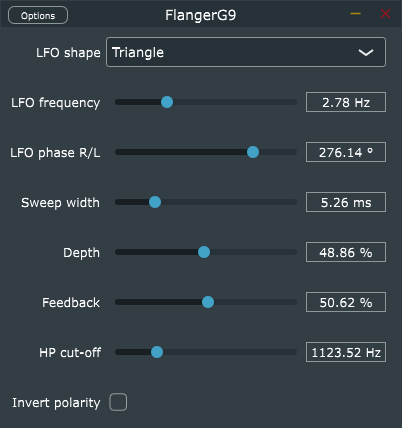 Options
FlangerG9
LFO shape Triangle
LFO frequency 2.78 Hz
LFO phase R/L 276.14 °
Sweep width 5.26 ms
Depth 48.86 %
Feedback 50.62 %
HP cut-off 1123.52 Hz
Invert polarity